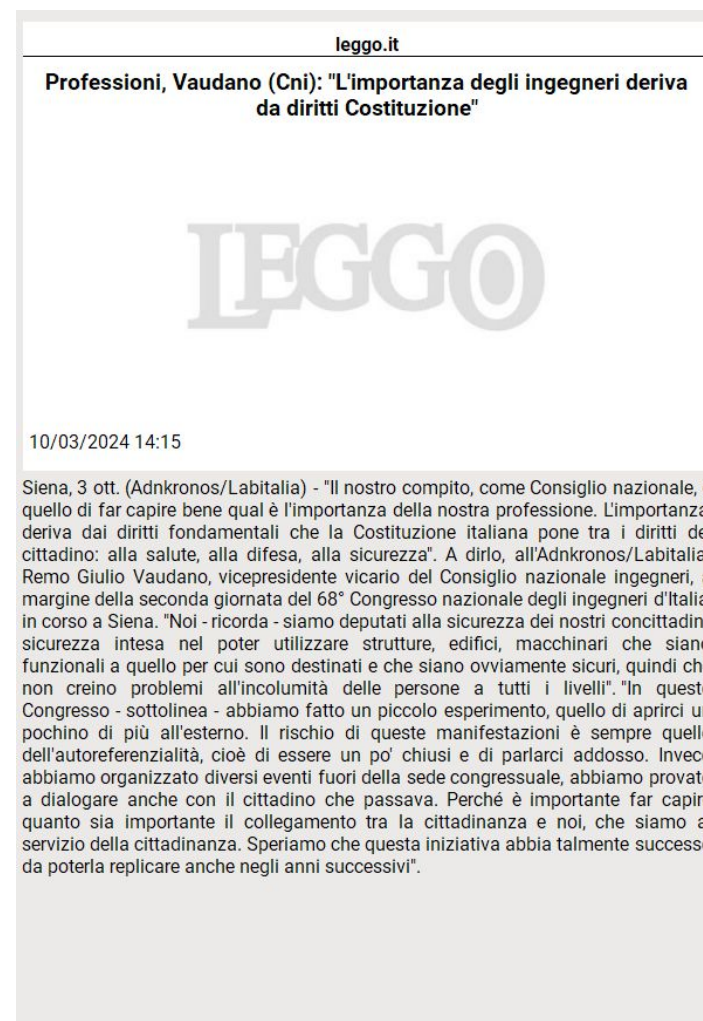 leggo.it
Professioni, Vaudano (Cni): "L'importanza degli ingegneri deriva
da diritti Costituzione"
LEGGO
10/03/2024 14:15
Siena, 3 ott. (Adnkronos/Labitalia) - "Il nostro compito, come Consiglio nazionale,
quello di far capire bene qual è l'importanza della nostra professione. L'importanza
deriva dai diritti fondamentali che la Costituzione italiana pone tra i diritti de
cittadino: alla salute, alla difesa, alla sicurezza". A dirlo, all'Adnkronos/Labitalia
Remo Giulio Vaudano, vicepresidente vicario del Consiglio nazionale ingegneri,
margine della seconda giornata del 68° Congresso nazionale degli ingegneri d'Italia
in corso a Siena. "Noi - ricorda - siamo deputati alla sicurezza dei nostri concittadin
sicurezza intesa nel poter utilizzare strutture, edifici, macchinari che siano
funzionali a quello per cui sono destinati e che siano ovviamente sicuri, quindi ch
non creino problemi all'incolumità delle persone a tutti i livelli". "In questo
Congresso - sottolinea - abbiamo fatto un piccolo esperimento, quello di aprirci u
pochino di più all'esterno. Il rischio di queste manifestazioni è sempre quell
dell'autoreferenzialità, cioè di essere un po' chiusi e di parlarci addosso. Invece
abbiamo organizzato diversi eventi fuori della sede congressuale, abbiamo provato
a dialogare anche con il cittadino che passava. Perché è importante far capir
quanto sia importante il collegamento tra la cittadinanza e noi, che siamo a
servizio della cittadinanza. Speriamo che questa iniziativa abbia talmente successo
da poterla replicare anche negli anni successivi".